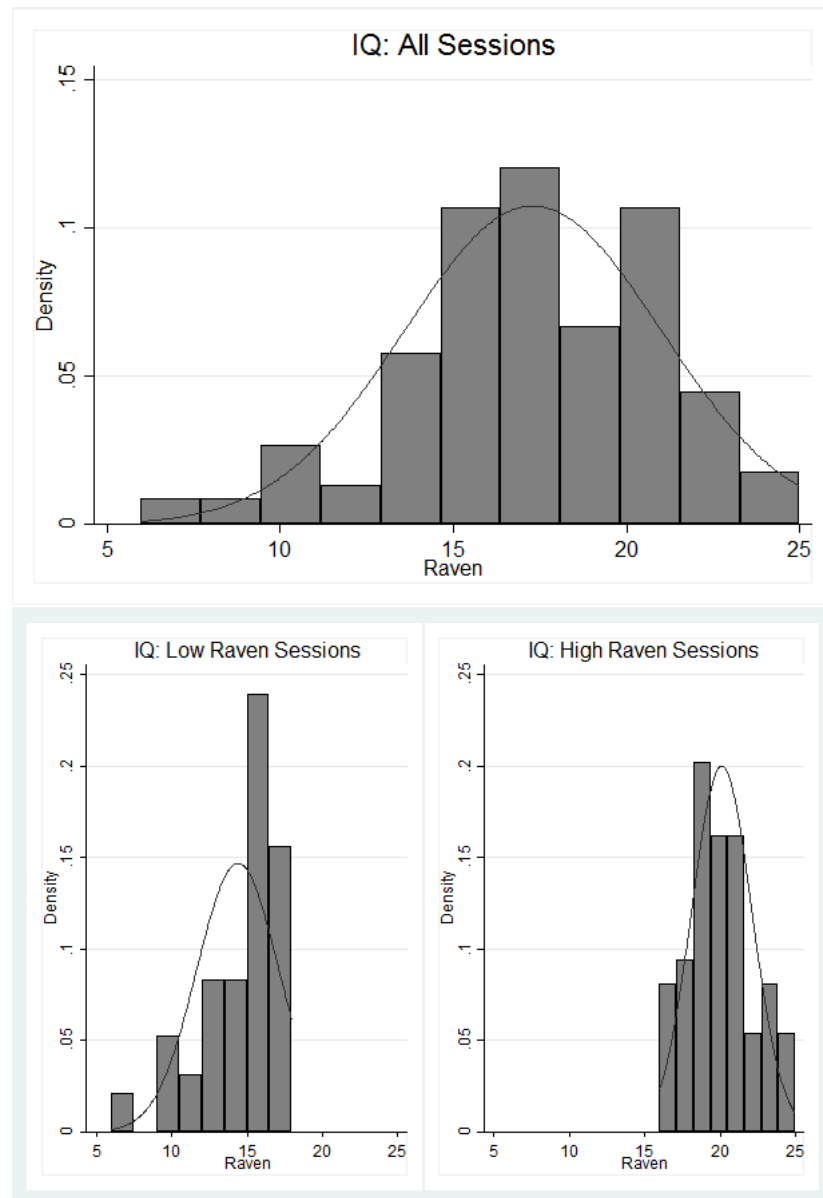 IQ: All Sessions
.15
.1
.05
0
Density
5 10 15 20 25
Raven
IQ: Low Raven Sessions
.25
.2
.15
.1
.05
0
Density
5 10 15 20 25
Raven
IQ: High Raven Sessions
.25
.2
.15
.1
.05
0
Density
5 10 15 20 25
Raven